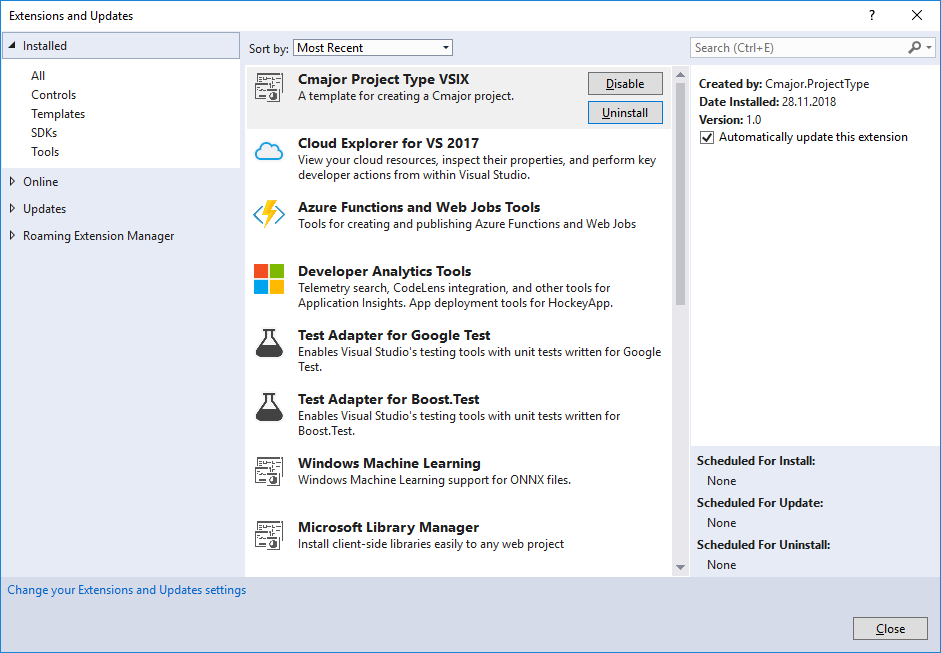 Extensions and Updates
?
Installed
All
Controls
Templates
SDKs
Tools
Online
Updates
Roaming Extension Manager
Sort by: Most Recent
Cmajor Project Type VSIX
A template for creating a Cmajor project.
Disable
Uninstall
Cloud Explorer for VS 2017
View your cloud resources, inspect their properties, and perform key
developer actions from within Visual Studio.
Azure Functions and Web Jobs Tools
Tools for creating and publishing Azure Functions and Web Jobs
Developer Analytics Tools
Telemetry search, CodeLens integration, and other tools for
Application Insights. App deployment tools for HockeyApp.
Test Adapter for Google Test
Enables Visual Studio's testing tools with unit tests written for Google
Test.
Test Adapter for Boost.Test
Enables Visual Studio's testing tools with unit tests written for
Boost.Test.
Windows Machine Learning
Windows Machine Learning support for ONNX files.
Microsoft Library Manager
Install client-side libraries easily to any web project
Search (Ctrl+E)
Created by: Cmajor.ProjectType
Date Installed: 28.11.2018
Version: 1.0
Automatically update this extension
Scheduled For Install:
None
Scheduled For Update:
None
Scheduled For Uninstall:
None
Change your Extensions and Updates settings
Close